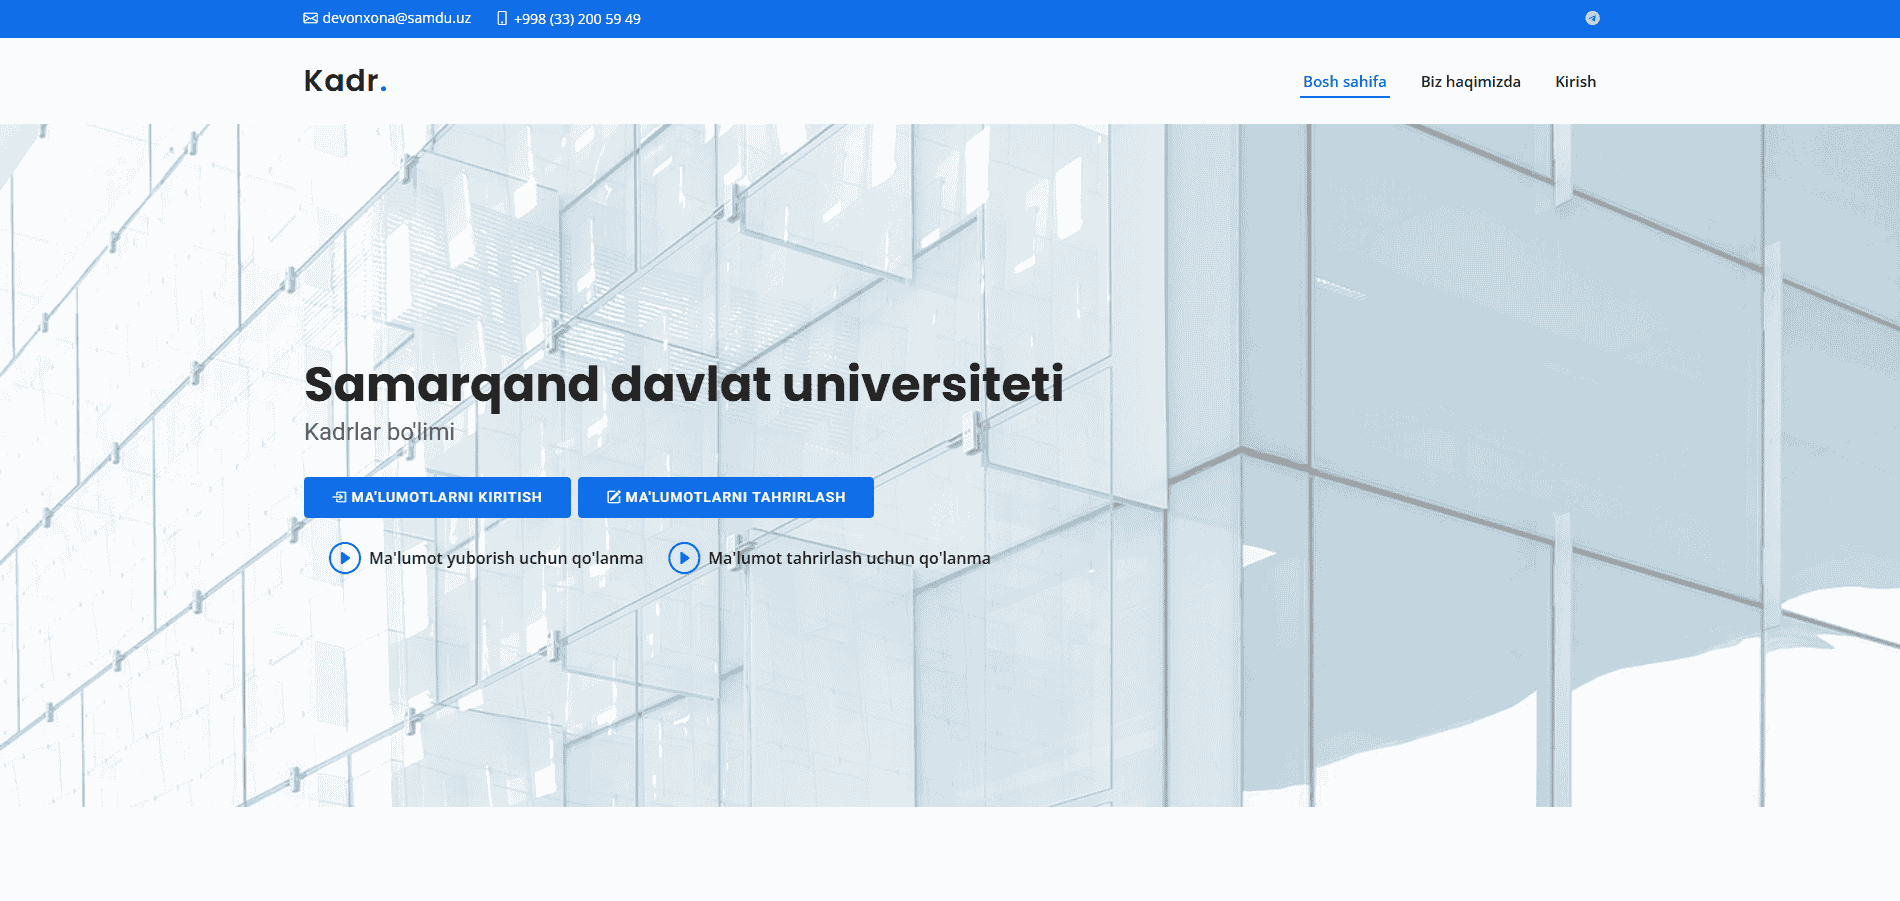 devonxona@samdu.uz +998 (33) 200 59 49
Kadr. Bosh sahifa Biz haqimizda Kirish
Samarqand davlat universiteti
Kadrlar bo'limi
MA'LUMOTLARNI KIRITISH MA'LUMOTLARNI TAHRIRLASH
Ma'lumot yuborish uchun qo'lanma Ma'lumot tahrirlash uchun qo'lanma